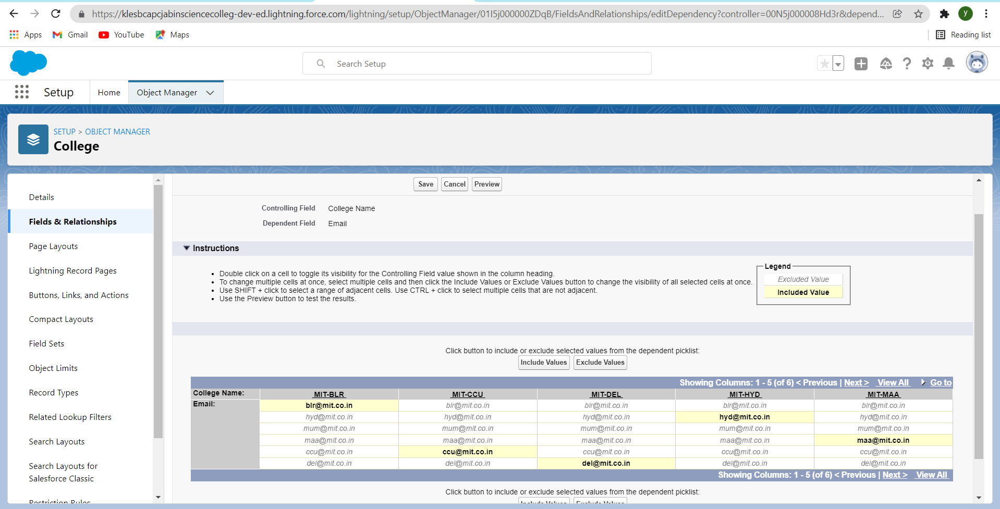 https://klesbcapcjabinsciencecolleg-dev-ed.lightning.force.com/lightning/setup/ObjectManager/01I5j000000ZDqB/FieldsAndRelationships/editDependency?controller=00N5j000008Hd3r&depend...
y
Apps Gmail YouTube Maps Reading list
Search Setup
Setup Home Object Manager
SETUP > OBJECT MANAGER
College
Details
Fields & Relationships
Page Layouts
Lightning Record Pages
Buttons, Links, and Actions
Compact Layouts
Field Sets
Object Limits
Record Types
Related Lookup Filters
Search Layouts
Search Layouts for
Salesforce Classic
Restriction Rules
Save Cancel Preview
Controlling Field College Name
Dependent Field Email
Instructions
• Double click on a cell to toggle its visibility for the Controlling Field value shown in the column heading.
• To change multiple cells at once, select multiple cells and then click the Include Values or Exclude Values button to change the visibility of all selected cells at once.
• Use SHIFT + click to select a range of adjacent cells. Use CTRL + click to select multiple cells that are not adjacent.
• Use the Preview button to test the results.
Legend
Excluded Value
Included Value
Click button to include or exclude selected values from the dependent picklist:
Include Values Exclude Values
Showing Columns: 1 - 5 (of 6) < Previous | Next > View All Go to
College Name: MIT-BLR MIT-CCU MIT-DEL MIT-HYD MIT-MAA
Email: blr@mit.co.in blr@mit.co.in blr@mit.co.in blr@mit.co.in blr@mit.co.in
hyd@mit.co.in hyd@mit.co.in hyd@mit.co.in hyd@mit.co.in hyd@mit.co.in
mum@mit.co.in mum@mit.co.in mum@mit.co.in mum@mit.co.in mum@mit.co.in
maa@mit.co.in maa@mit.co.in maa@mit.co.in maa@mit.co.in maa@mit.co.in
ccu@mit.co.in ccu@mit.co.in ccu@mit.co.in ccu@mit.co.in ccu@mit.co.in
del@mit.co.in del@mit.co.in del@mit.co.in del@mit.co.in del@mit.co.in
Showing Columns: 1 - 5 (of 6) < Previous | Next > View All
Click button to include or exclude selected values from the dependent picklist:
Include Values Exclude Values